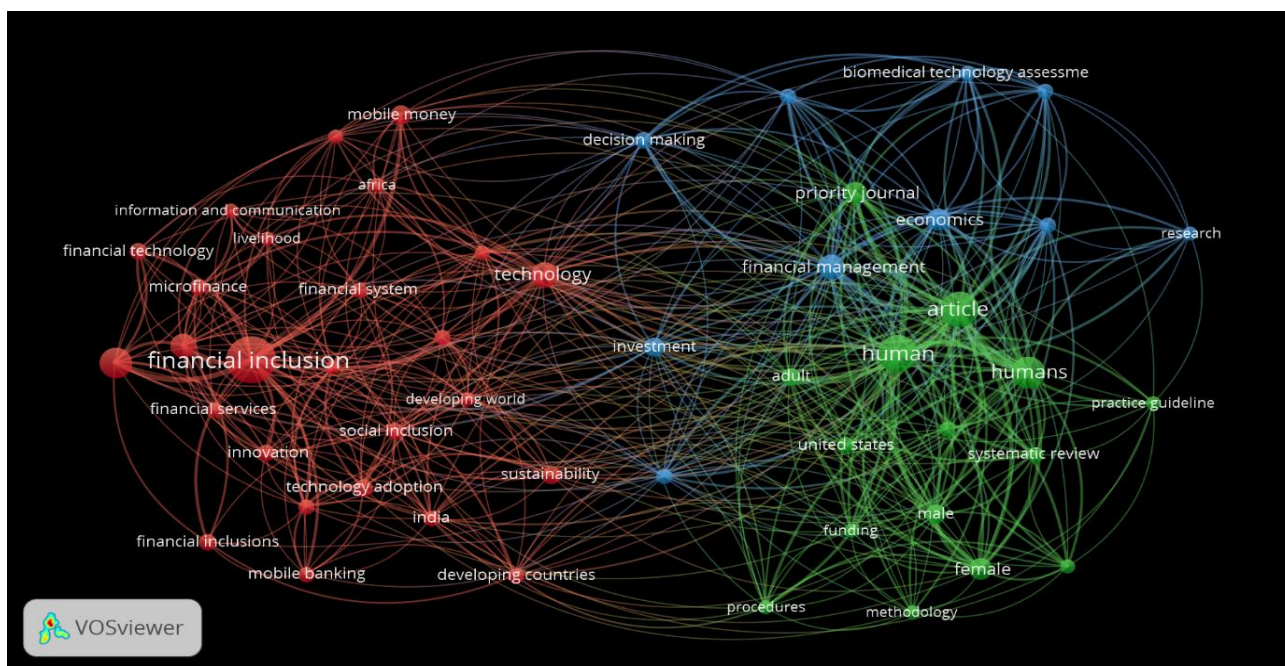 biomedical technology assessme
mobile money
decision making
africa
priority journal
information and communication
economics
livelihood
research
financial technology
technology
financial management
microfinance
financial system
article
investment
human
financial inclusion
humans
adult
developing world
practice guideline
financial services
social inclusion
united states
innovation
systematic review
sustainability
technology adoption
male
india
funding
financial inclusions
female
mobile banking
developing countries
procedures
methodology
VOSviewer